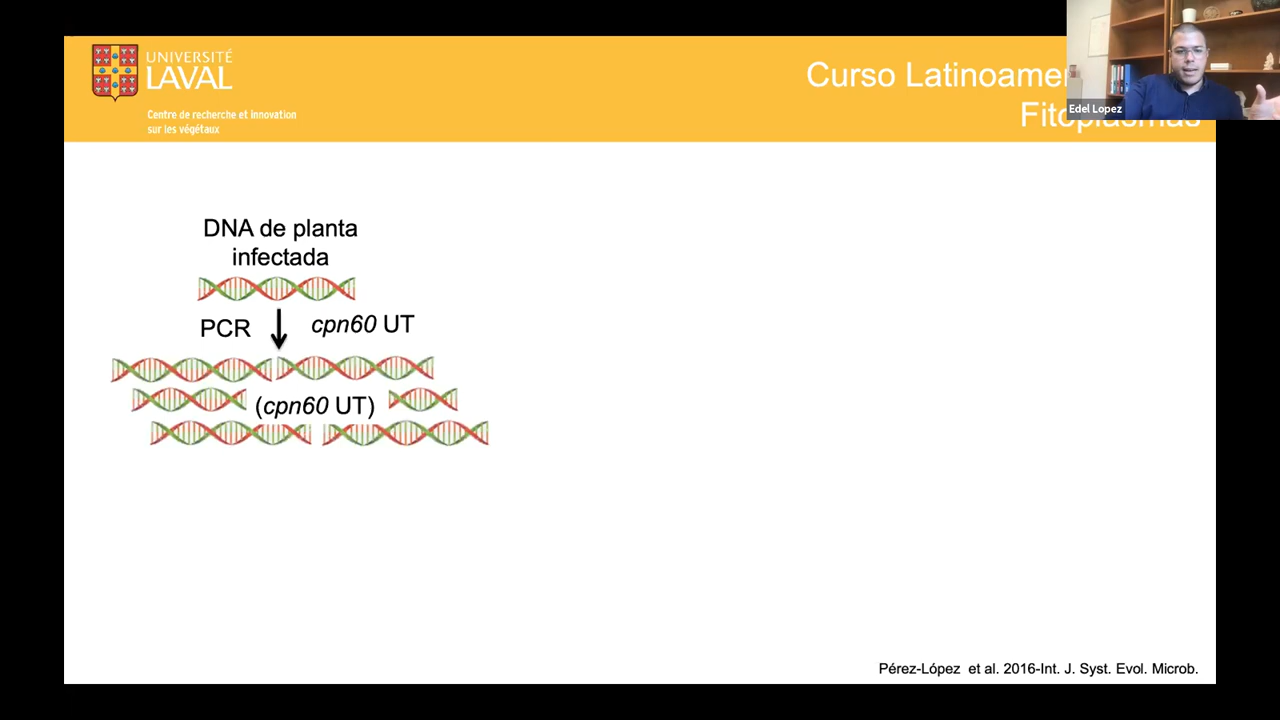 UNIVERSITÉ
LAVAL
Centre de recherche et innovation
sur les végétaux
Curso
Edel Lopez
DNA de planta
infectada
PCR
cpn60 UT
(cpn60 UT)
Pérez-López et al. 2016-Int. J. Syst. Evol. Microb.